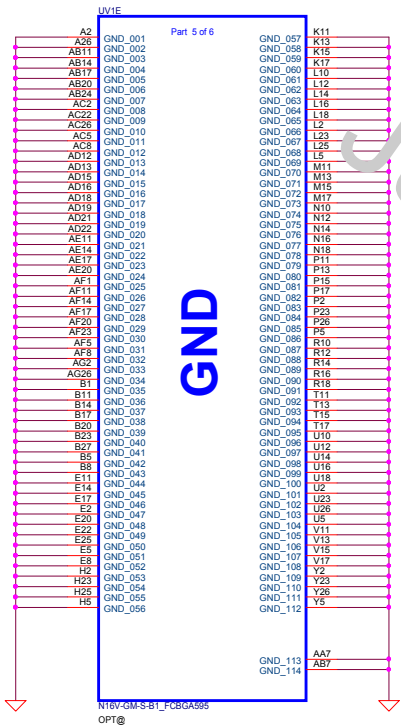 UV1E
Part 5 of 6
A2 GND_001 GND_057 K11
A26 GND_002 GND_058 K13
AB11 GND_003 GND_059 K15
AB14 GND_004 GND_060 K17
AB17 GND_005 GND_061 L10
AB20 GND_006 GND_062 L12
AB24 GND_007 GND_063 L14
AC2 GND_008 GND_064 L16
AC22 GND_009 GND_065 L18
AC26 GND_010 GND_066 L2
AC5 GND_011 GND_067 L23
AC8 GND_012 GND_068 L25
AD12 GND_013 GND_069 L5
AD13 GND_014 GND_070 M11
AD15 GND_015 GND_071 M13
AD16 GND_016 GND_072 M15
AD18 GND_017 GND_073 M17
AD19 GND_018 GND_074 N10
AD21 GND_019 GND_075 N12
AD22 GND_020 GND_076 N14
AE11 GND_021 GND_077 N16
AE14 GND_022 GND_078 N18
AE17 GND_023 GND_079 P11
AE20 GND_024 GND_080 P13
AF1 GND_025 GND_081 P15
AF11 GND_026 GND_082 P17
AF14 GND_027 GND_083 P2
AF17 GND_028 GND_084 P23
AF20 GND_029 GND_085 P26
AF23 GND_030 GND_086 P5
AF5 GND_031 GND_087 R10
AF8 GND_032 GND_088 R12
AG2 GND_033 GND_089 R14
AG26 GND_034 GND_090 R16
B1 GND_035 GND_091 R18
B11 GND_036 GND_092 T11
B14 GND_037 GND_093 T13
B17 GND_038 GND_094 T15
B20 GND_039 GND_095 T17
B23 GND_040 GND_096 U10
B27 GND_041 GND_097 U12
B5 GND_042 GND_098 U14
B8 GND_043 GND_099 U16
E11 GND_044 GND_100 U18
E14 GND_045 GND_101 U2
E17 GND_046 GND_102 U23
E2 GND_047 GND_103 U26
E20 GND_048 GND_104 U5
E22 GND_049 GND_105 V11
E25 GND_050 GND_106 V13
E5 GND_051 GND_107 V15
E8 GND_052 GND_108 V17
H2 GND_053 GND_109 Y2
H23 GND_054 GND_110 Y23
H25 GND_055 GND_111 Y26
H5 GND_056 GND_112 Y5
GND
GND_113 AA7
GND_114 AB7
N16V-GM-S-B1_FCBGA595
OPT@